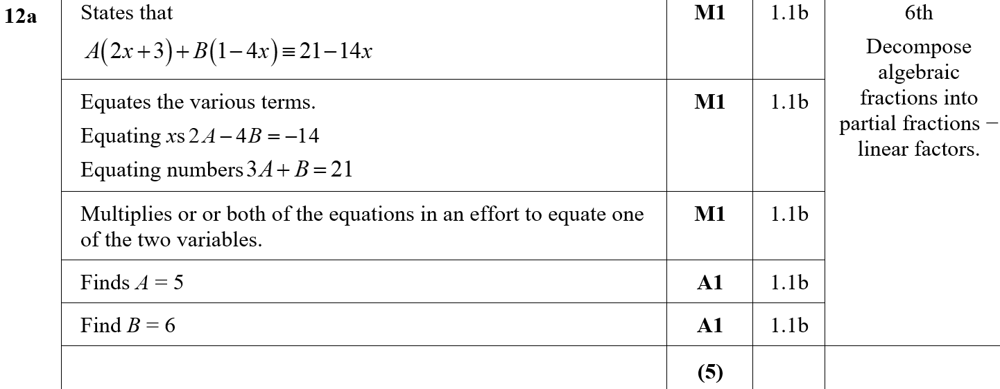 12a States that M1 1.1b 6th
A(2x+3)+B(1−4x)≡21−14x
Decompose
algebraic
fractions into
partial fractions −
linear factors.
Equates the various terms. M1 1.1b
Equating xs 2A − 4B = −14
Equating numbers 3A + B = 21
Multiplies or or both of the equations in an effort to equate one M1 1.1b
of the two variables.
Finds A = 5 A1 1.1b
Find B = 6 A1 1.1b
(5)